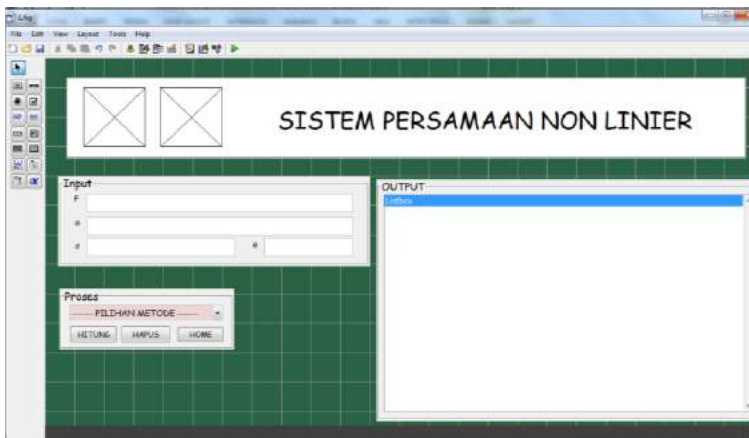 File Edit View Layout Tools Help
SISTEM PERSAMAAN NON LINIER
Input
F
OUTPUT
Listbox
Proses
------- PILIHAN METODE -------
HITUNG HAPUS HOME